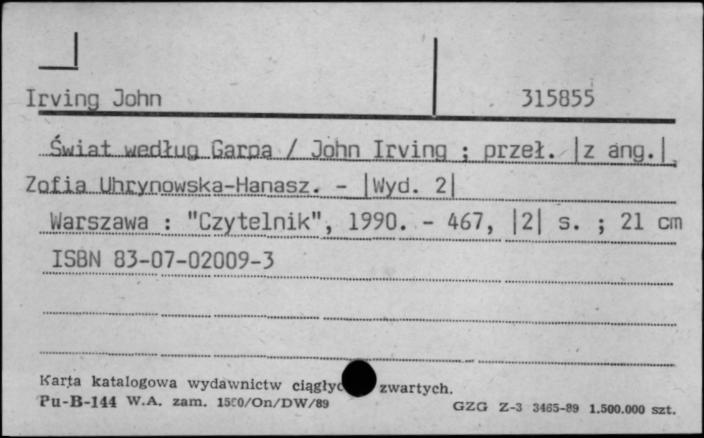 Irving John 315855
Świat według Garpa / John Irving ; przeł. |z ang.|
Zofia Uhrynowska-Hanasz. - |Wyd. 2|
Warszawa : "Czytelnik", 1990. - 467, |2| s. ; 21 cm
ISBN 83-07-02009-3
Karta katalogowa wydawnictw ciągłyc zwartych.
Pu-B-144 W.A. zam. /On/DW/89 GZG Z-3 3465-89 1.500.000 szt.